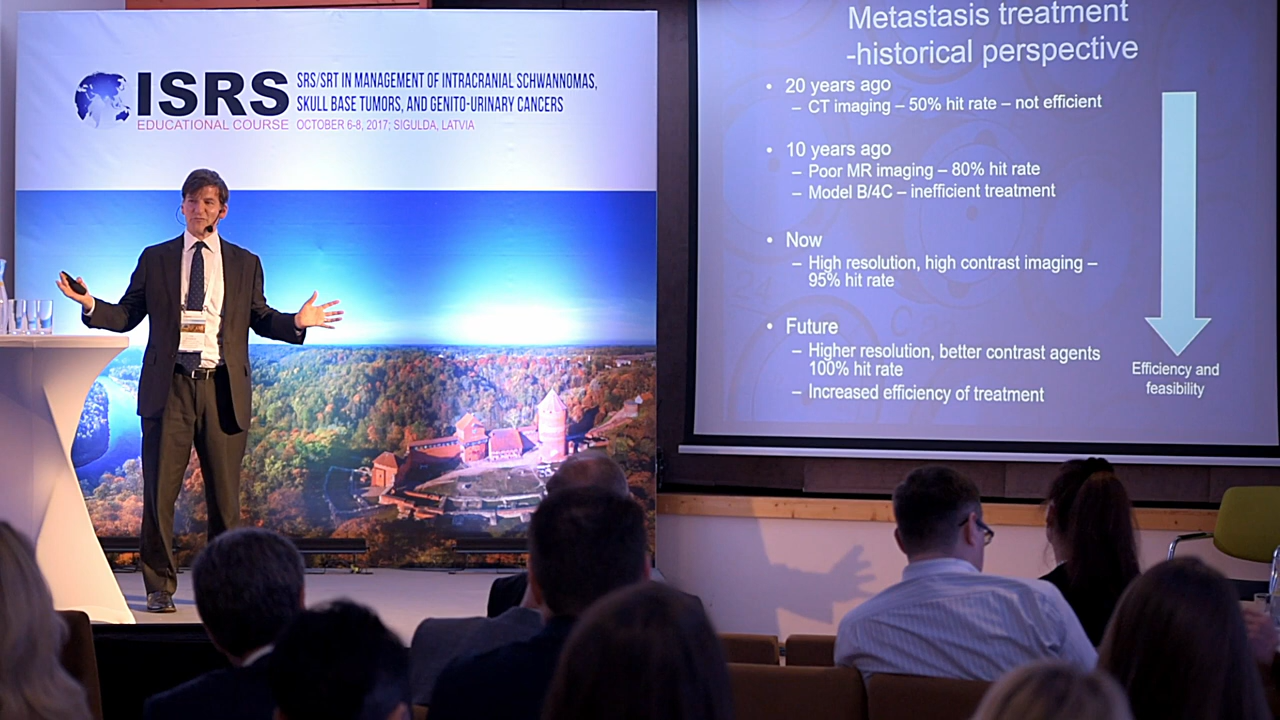 ISRS
EDUCATIONAL COURSE
SRS/SRT IN MANAGEMENT OF INTRACRANIAL SCHWANNOMAS,
SKULL BASE TUMORS, AND GENITO-URINARY CANCERS
OCTOBER 6-8, 2017; SIGULDA, LATVIA
Metastasis treatment
-historical perspective
• 20 years ago
– CT imaging – 50% hit rate – not efficient
• 10 years ago
– Poor MR imaging – 80% hit rate
– Model B/4C – inefficient treatment
• Now
– High resolution, high contrast imaging –
95% hit rate
• Future
– Higher resolution, better contrast agents
100% hit rate
– Increased efficiency of treatment
Efficiency and
feasibility